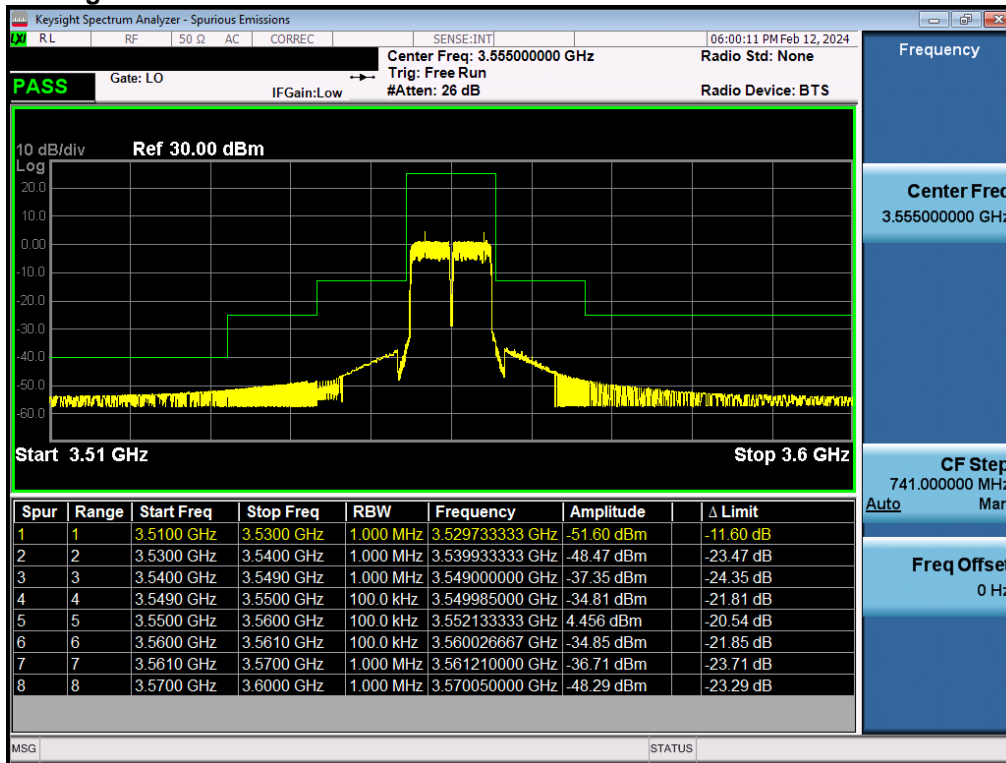 Keysight Spectrum Analyzer - Spurious Emissions
LXI RL RF 50 Ω AC CORREC SENSE:INT 06:00:11 PM Feb 12, 2024
Center Freq: 3.555000000 GHz Radio Std: None
Trig: Free Run
PASS Gate: LO IFGain:Low #Atten: 26 dB Radio Device: BTS
Frequency
10 dB/div Ref 30.00 dBm
Log
20.0
10.0
0.00
-10.0
-20.0
-30.0
-40.0
-50.0
-60.0
Start 3.51 GHz Stop 3.6 GHz
Center Freq
3.555000000 GHz
CF Step
741.000000 MHz
Auto Man
Freq Offset
0 Hz
Spur Range Start Freq Stop Freq RBW Frequency Amplitude Δ Limit
1 1 3.5100 GHz 3.5300 GHz 1.000 MHz 3.529733333 GHz -51.60 dBm -11.60 dB
2 2 3.5300 GHz 3.5400 GHz 1.000 MHz 3.539933333 GHz -48.47 dBm -23.47 dB
3 3 3.5400 GHz 3.5490 GHz 1.000 MHz 3.549000000 GHz -37.35 dBm -24.35 dB
4 4 3.5490 GHz 3.5500 GHz 100.0 kHz 3.549985000 GHz -34.81 dBm -21.81 dB
5 5 3.5500 GHz 3.5600 GHz 100.0 kHz 3.552133333 GHz 4.456 dBm -20.54 dB
6 6 3.5600 GHz 3.5610 GHz 100.0 kHz 3.560026667 GHz -34.85 dBm -21.85 dB
7 7 3.5610 GHz 3.5700 GHz 1.000 MHz 3.561210000 GHz -36.71 dBm -23.71 dB
8 8 3.5700 GHz 3.6000 GHz 1.000 MHz 3.570050000 GHz -48.29 dBm -23.29 dB
MSG STATUS